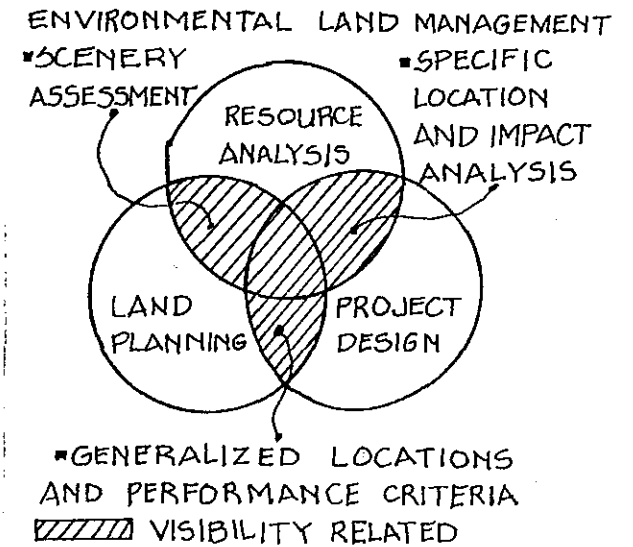 ENVIRONMENTAL LAND MANAGEMENT
▪SCENERY
ASSESSMENT
▪SPECIFIC
LOCATION
AND IMPACT
ANALYSIS
RESOURCE
ANALYSIS
LAND
PLANNING
PROJECT
DESIGN
▪GENERALIZED LOCATIONS
AND PERFORMANCE CRITERIA
VISIBILITY RELATED